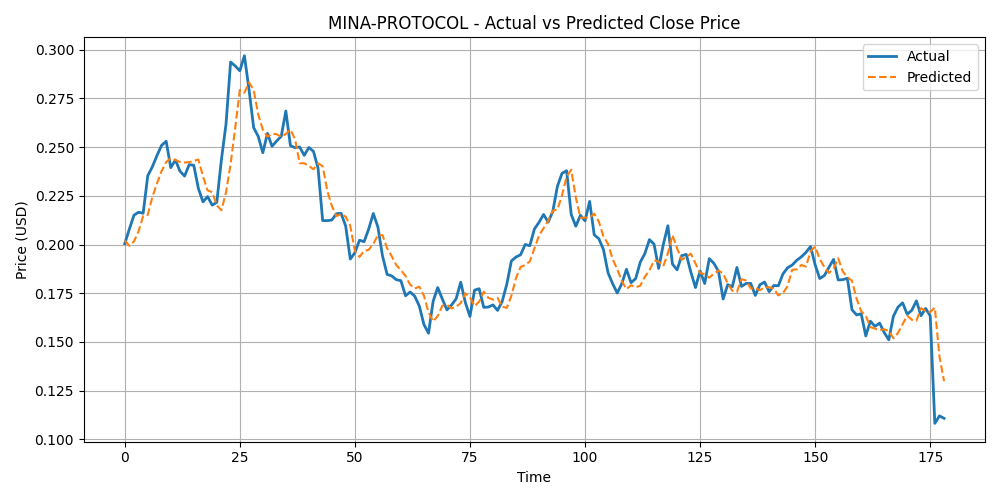 MINA-PROTOCOL - Actual vs Predicted Close Price
Actual
Predicted
Price (USD)
0.300
0.275
0.250
0.225
0.200
0.175
0.150
0.125
0.100
0 25 50 75 100 125 150 175
Time